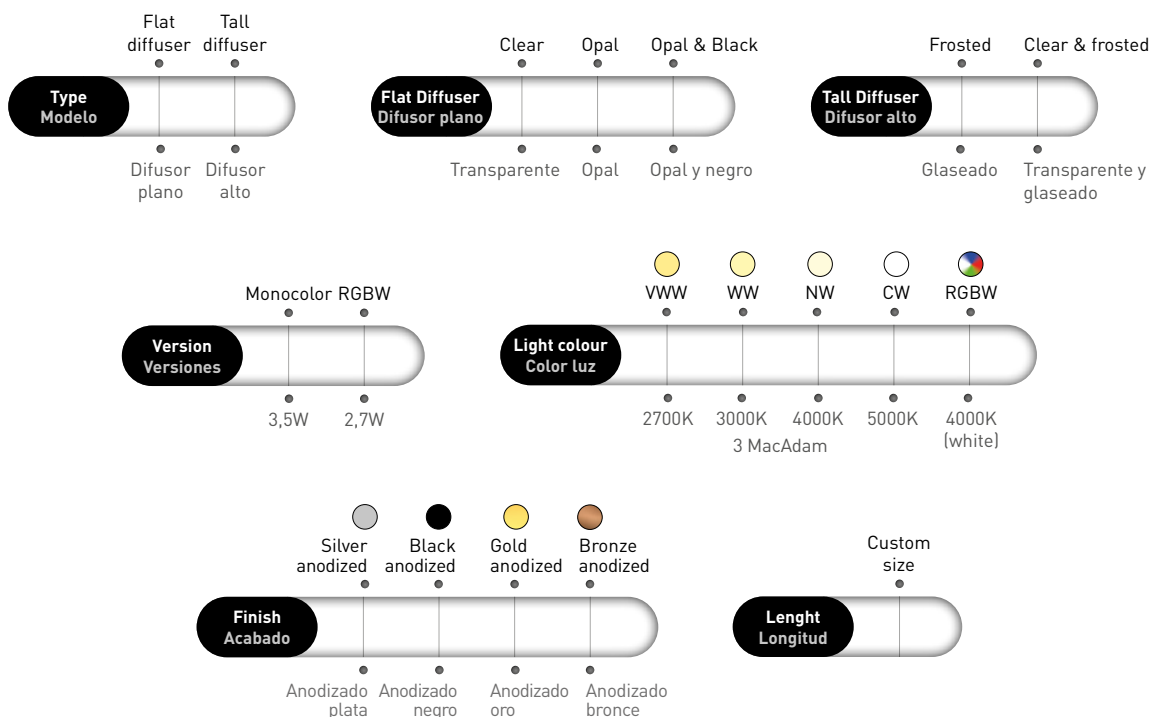 Flat
diffuser
Tall
diffuser
Type
Modelo
Difusor
plano
Difusor
alto
Clear
Opal
Opal & Black
Flat Diffuser
Difusor plano
Transparente
Opal
Opal y negro
Frosted
Clear & frosted
Tall Diffuser
Difusor alto
Glaseado
Transparente y
glaseado
Monocolor
RGBW
Version
Versiones
3,5W
2,7W
VWW
WW
NW
CW
RGBW
Light colour
Color luz
2700K
3000K
4000K
5000K
4000K
(white)
3 MacAdam
Silver
anodized
Black
anodized
Gold
anodized
Bronze
anodized
Finish
Acabado
Anodizado
plata
Anodizado
negro
Anodizado
oro
Anodizado
bronce
Custom
size
Lenght
Longitud